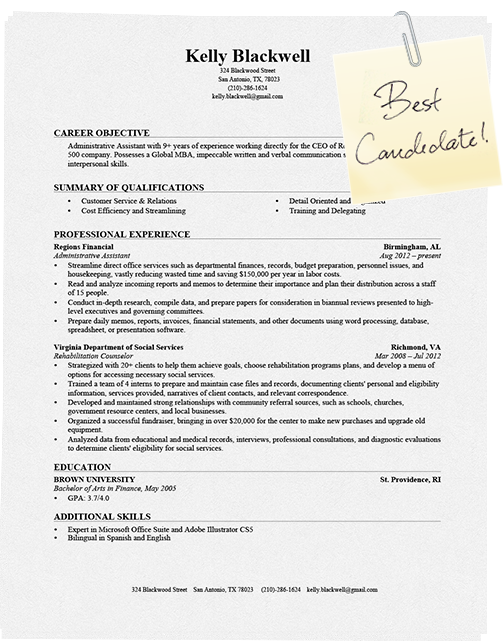 Kelly Blackwell
324 Blackwood Street
San Antonio, TX, 78023
(210)-286-1624
kelly.blackwell@gmail.com
Best
Candedate!
CAREER OBJECTIVE
Administrative Assistant with 9+ years of experience working directly for the CEO of
500 company. Possesses a Global MBA, impeccable written and verbal communication
interpersonal skills.
SUMMARY OF QUALIFICATIONS
• Customer Service & Relations
• Cost Efficiency and Streamlining
• Detail Oriented and
• Training and Delegating
PROFESSIONAL EXPERIENCE
Regions Financial Birmingham, AL
Administrative Assistant Aug 2012 – present
• Streamline direct office services such as departmental finances, records, budget preparation, personnel issues, and
housekeeping, vastly reducing wasted time and saving $150,000 per year in labor costs.
• Read and analyze incoming reports and memos to determine their importance and plan their distribution across a staff
of 15 people.
• Conduct in-depth research, compile data, and prepare papers for consideration in biannual reviews presented to high-
level executives and governing committees.
• Prepare daily memos, reports, invoices, financial statements, and other documents using word processing, database,
spreadsheet, or presentation software.
Virginia Department of Social Services Richmond, VA
Rehabilitation Counselor Mar 2008 – Jul 2012
• Strategized with 20+ clients to help them achieve goals, choose rehabilitation programs plans, and develop a menu of
options for accessing necessary social services.
• Trained a team of 4 interns to prepare and maintain case files and records, documenting clients' personal and eligibility
information, services provided, narratives of client contacts, and relevant correspondence.
• Developed and maintained strong relationships with community referral sources, such as schools, churches,
government resource centers, and local businesses.
• Organized a successful fundraiser, bringing in over $20,000 for the center to make new purchases and upgrade old
equipment.
• Analyzed data from educational and medical records, interviews, professional consultations, and diagnostic evaluations
to determine clients' eligibility for social services.
EDUCATION
BROWN UNIVERSITY St. Providence, RI
Bachelor of Arts in Finance, May 2005
• GPA: 3.7/4.0
ADDITIONAL SKILLS
• Expert in Microsoft Office Suite and Adobe Illustrator CS5
• Bilingual in Spanish and English
324 Blackwood Street San Antonio, TX 78023 (210)-286-1624 kelly.blackwell@gmail.com